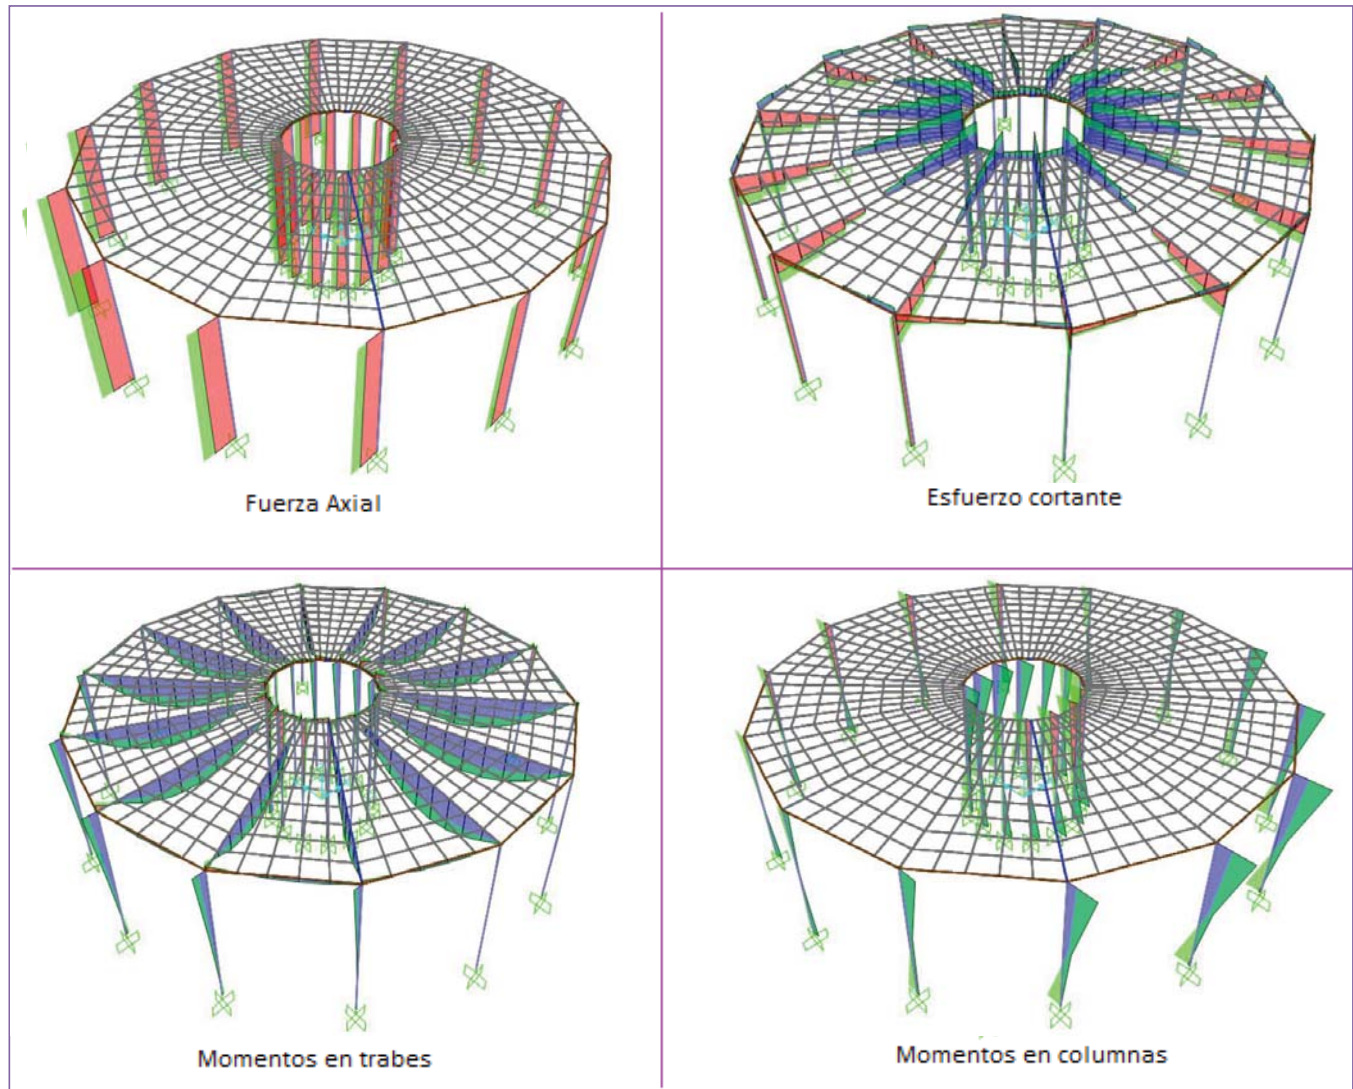 Fuerza Axial
Esfuerzo cortante
Momentos en trabes
Momentos en columnas